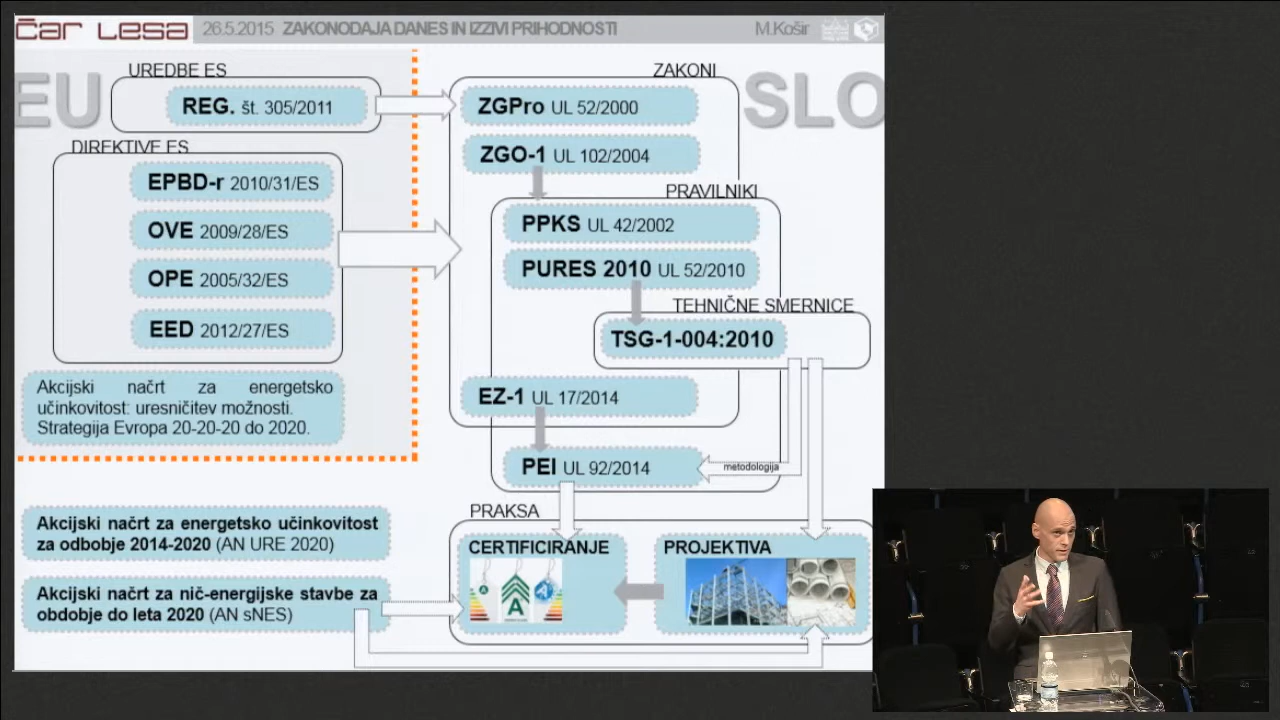 čar lesa
26.5.2015 ZAKONODAJA DANES IN IZZIVI PRIHODNOSTI
M.Košir
EU
SLO
UREDBE ES
REG. št. 305/2011
DIREKTIVE ES
EPBD-r 2010/31/ES
OVE 2009/28/ES
OPE 2005/32/ES
EED 2012/27/ES
Akcijski načrt za energetsko
učinkovitost: uresničitev možnosti.
Strategija Evropa 20-20-20 do 2020.
ZAKONI
ZGPro UL 52/2000
ZGO-1 UL 102/2004
PRAVILNIKI
PPKS UL 42/2002
PURES 2010 UL 52/2010
TEHNIČNE SMERNICE
TSG-1-004:2010
EZ-1 UL 17/2014
PEI UL 92/2014
metodologija
Akcijski načrt za energetsko učinkovitost
za odbobje 2014-2020 (AN URE 2020)
Akcijski načrt za nič-energijske stavbe za
obdobje do leta 2020 (AN sNES)
PRAKSA
CERTIFICIRANJE
A
A
A
PROJEKTIVA